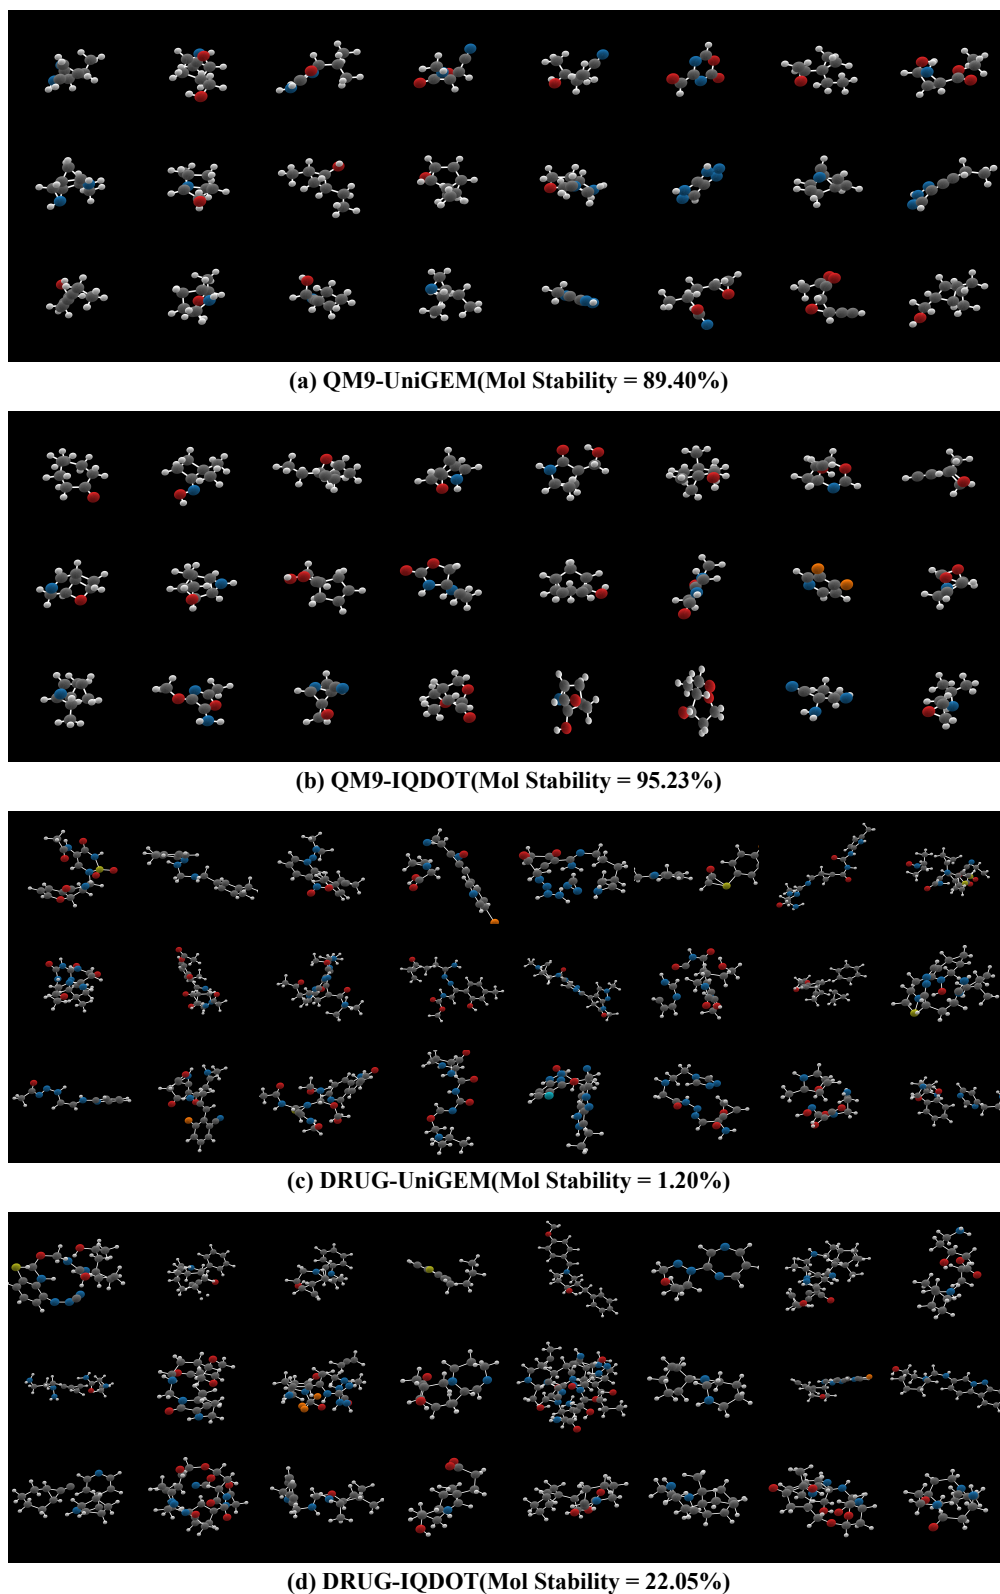 (a) QM9-UniGEM(Mol Stability = 89.40%)
(b) QM9-IQDOT(Mol Stability = 95.23%)
(c) DRUG-UniGEM(Mol Stability = 1.20%)
(d) DRUG-IQDOT(Mol Stability = 22.05%)